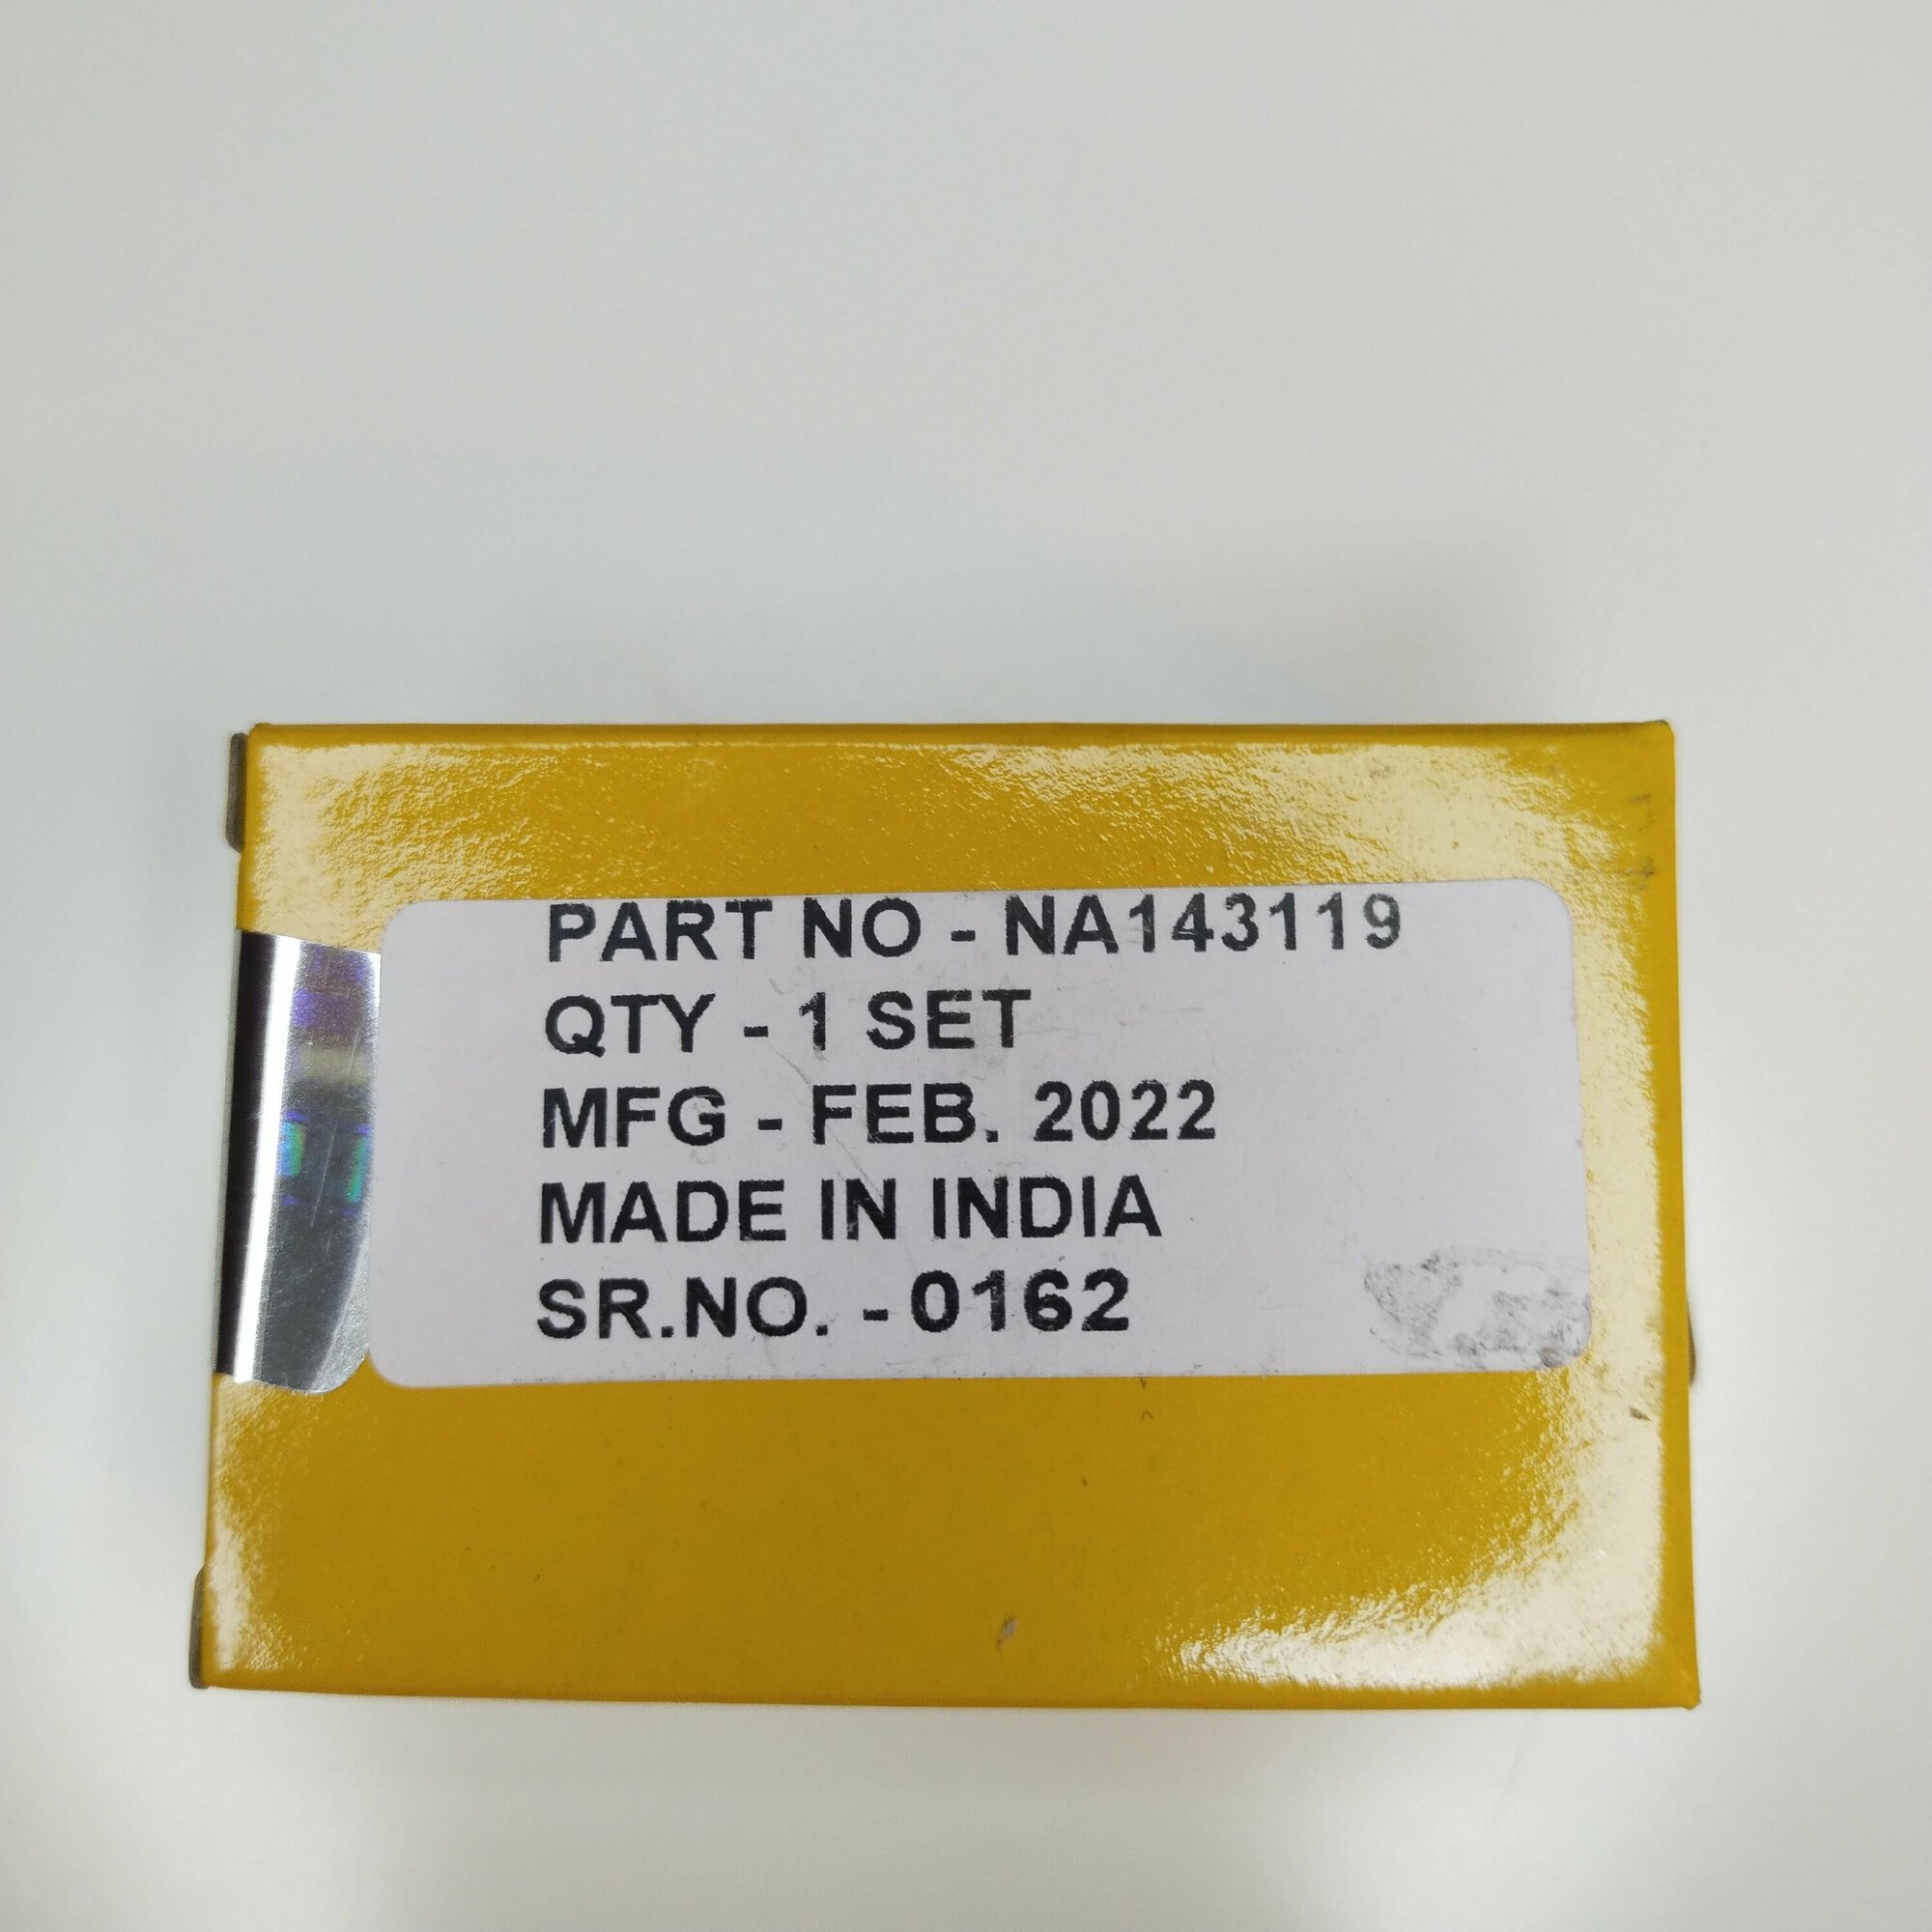 PART NO - NA143119
QTY - 1 SET
MFG - FEB. 2022
MADE IN INDIA
SR.NO. - 0162